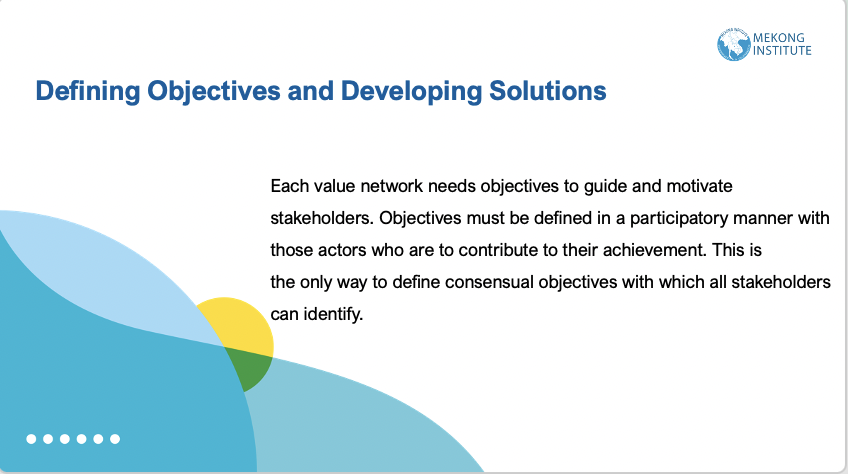 MEKONG
INSTITUTE
Defining Objectives and Developing Solutions
Each value network needs objectives to guide and motivate
stakeholders. Objectives must be defined in a participatory manner with
those actors who are to contribute to their achievement. This is
the only way to define consensual objectives with which all stakeholders
can identify.